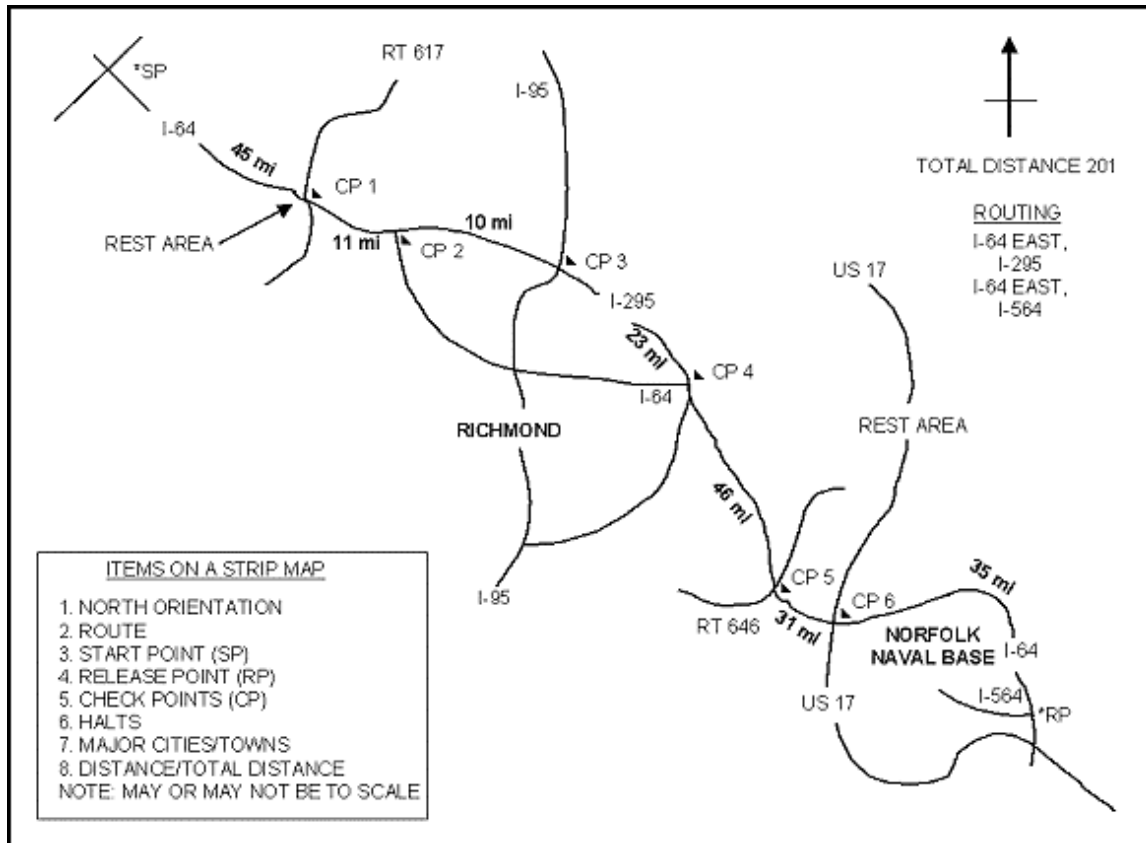 *SP
RT 617
I-95
I-64
45 mi
CP 1
REST AREA
11 mi
CP 2
10 mi
CP 3
I-295
TOTAL DISTANCE 201
ROUTING
I-64 EAST,
I-295
I-64 EAST,
I-564
US 17
23 mi
CP 4
I-64
RICHMOND
REST AREA
46 mi
I-95
CP 5
RT 646
31 mi
CP 6
35 mi
NORFOLK
NAVAL BASE
I-64
US 17
I-564
*RP
ITEMS ON A STRIP MAP
1. NORTH ORIENTATION
2. ROUTE
3. START POINT (SP)
4. RELEASE POINT (RP)
5. CHECK POINTS (CP)
6. HALTS
7. MAJOR CITIES/TOWNS
8. DISTANCE/TOTAL DISTANCE
NOTE: MAY OR MAY NOT BE TO SCALE